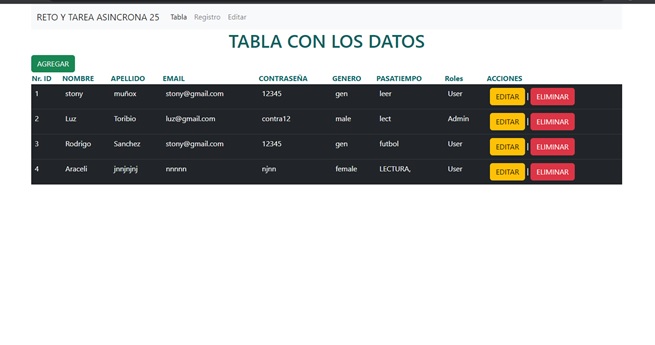 RETO Y TAREA ASINCRONA 25 Tabla Registro Editar
TABLA CON LOS DATOS
AGREGAR
Nr. ID NOMBRE APELLIDO EMAIL CONTRASEÑA GENERO PASATIEMPO Roles ACCIONES
1 stony muñox stony@gmail.com 12345 gen leer User EDITAR | ELIMINAR
2 Luz Toribio luz@gmail.com contra12 male lect Admin EDITAR | ELIMINAR
3 Rodrigo Sanchez stony@gmail.com 12345 gen futbol User EDITAR | ELIMINAR
4 Araceli jnnjnjnj nnnnn njnn female LECTURA, User EDITAR | ELIMINAR